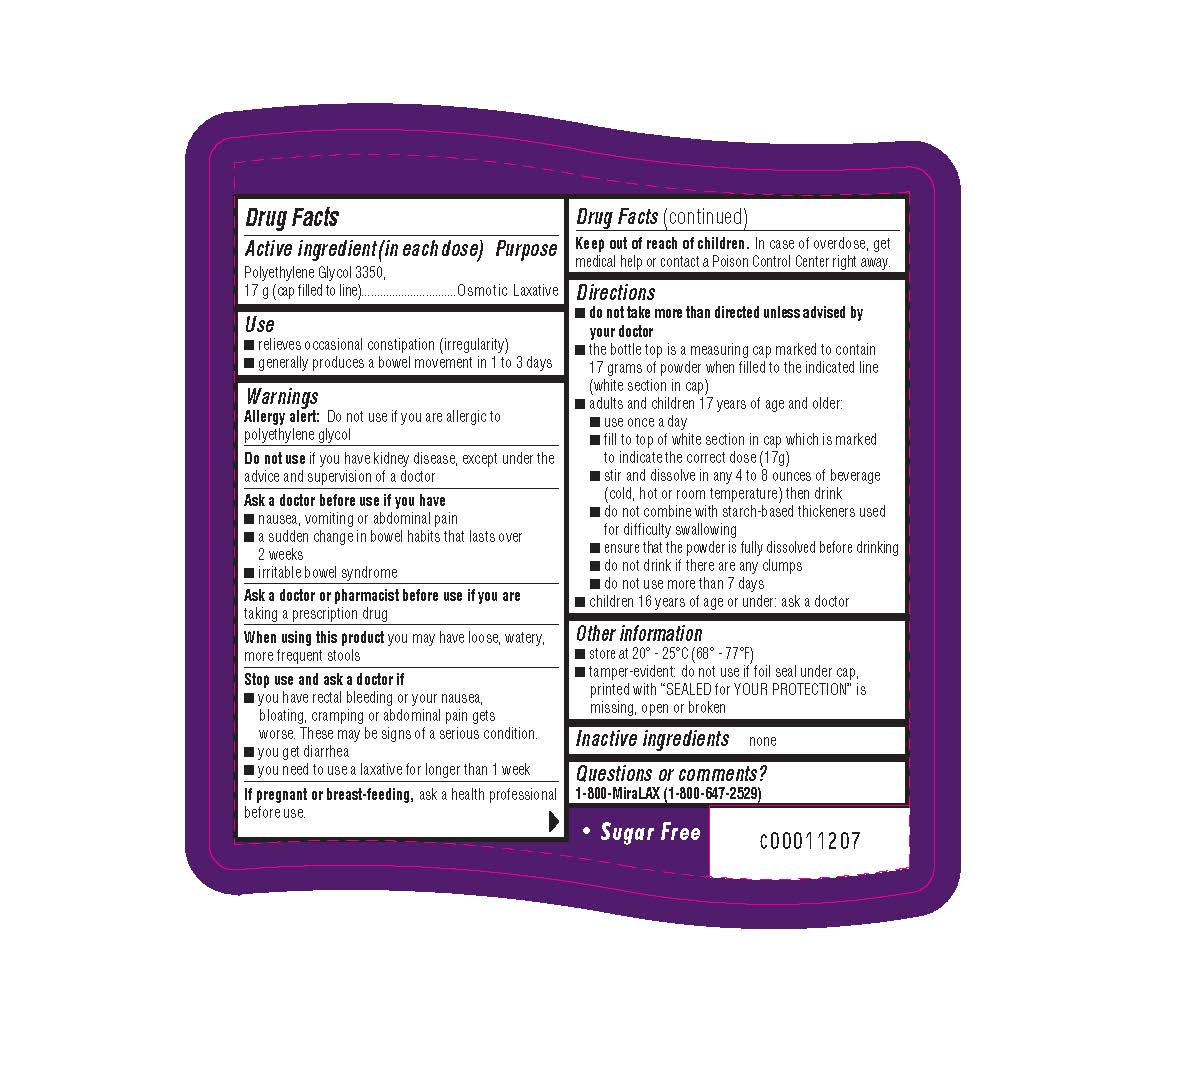 Drug Facts
Active ingredient (in each dose) Purpose
Polyethylene Glycol 3350,
17 g (cap filled to line)..............................Osmotic Laxative
Use
■ relieves occasional constipation (irregularity)
■ generally produces a bowel movement in 1 to 3 days
Warnings
Allergy alert: Do not use if you are allergic to
polyethylene glycol
Do not use if you have kidney disease, except under the
advice and supervision of a doctor
Ask a doctor before use if you have
■ nausea, vomiting or abdominal pain
■ a sudden change in bowel habits that lasts over
2 weeks
■ irritable bowel syndrome
Ask a doctor or pharmacist before use if you are
taking a prescription drug
When using this product you may have loose, watery,
more frequent stools
Stop use and ask a doctor if
■ you have rectal bleeding or your nausea,
bloating, cramping or abdominal pain gets
worse. These may be signs of a serious condition.
■ you get diarrhea
■ you need to use a laxative for longer than 1 week
If pregnant or breast-feeding, ask a health professional
before use.
Drug Facts (continued)
Keep out of reach of children. In case of overdose, get
medical help or contact a Poison Control Center right away.
Directions
■ do not take more than directed unless advised by
your doctor
■ the bottle top is a measuring cap marked to contain
17 grams of powder when filled to the indicated line
(white section in cap)
■ adults and children 17 years of age and older:
■ use once a day
■ fill to top of white section in cap which is marked
to indicate the correct dose (17g)
■ stir and dissolve in any 4 to 8 ounces of beverage
(cold, hot or room temperature) then drink
■ do not combine with starch-based thickeners used
for difficulty swallowing
■ ensure that the powder is fully dissolved before drinking
■ do not drink if there are any clumps
■ do not use more than 7 days
■ children 16 years of age or under: ask a doctor
Other information
■ store at 20° - 25°C (68° - 77°F)
■ tamper-evident: do not use if foil seal under cap,
printed with "SEALED for YOUR PROTECTION" is
missing, open or broken
Inactive ingredients none
Questions or comments?
1-800-MiraLAX (1-800-647-2529)
• Sugar Free
c00011207